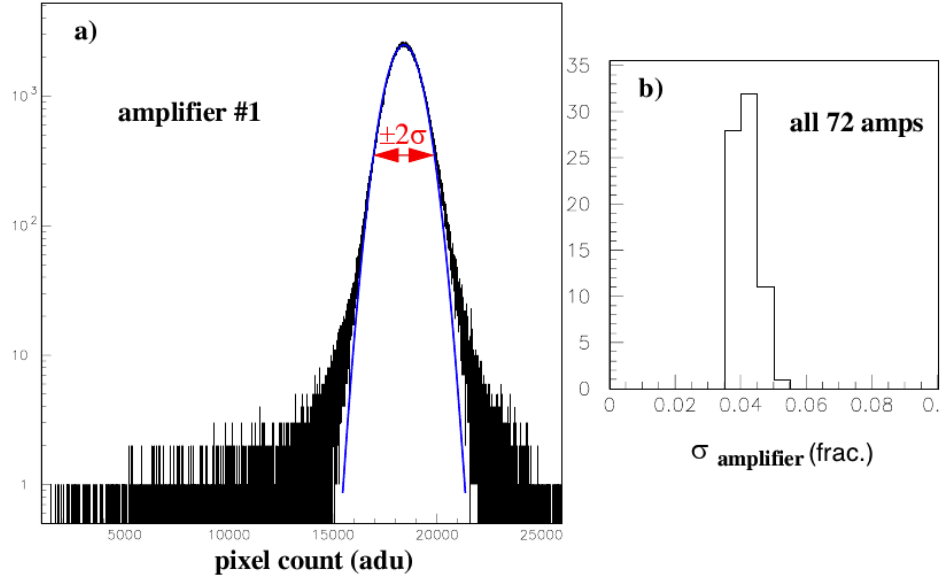 a)
amplifier #1
±2σ
10³
10²
10
1
5000 10000 15000 20000 25000
pixel count (adu)
b)
all 72 amps
35
30
25
20
15
10
5
0
0 0.02 0.04 0.06 0.08 0.
σ amplifier (frac.)